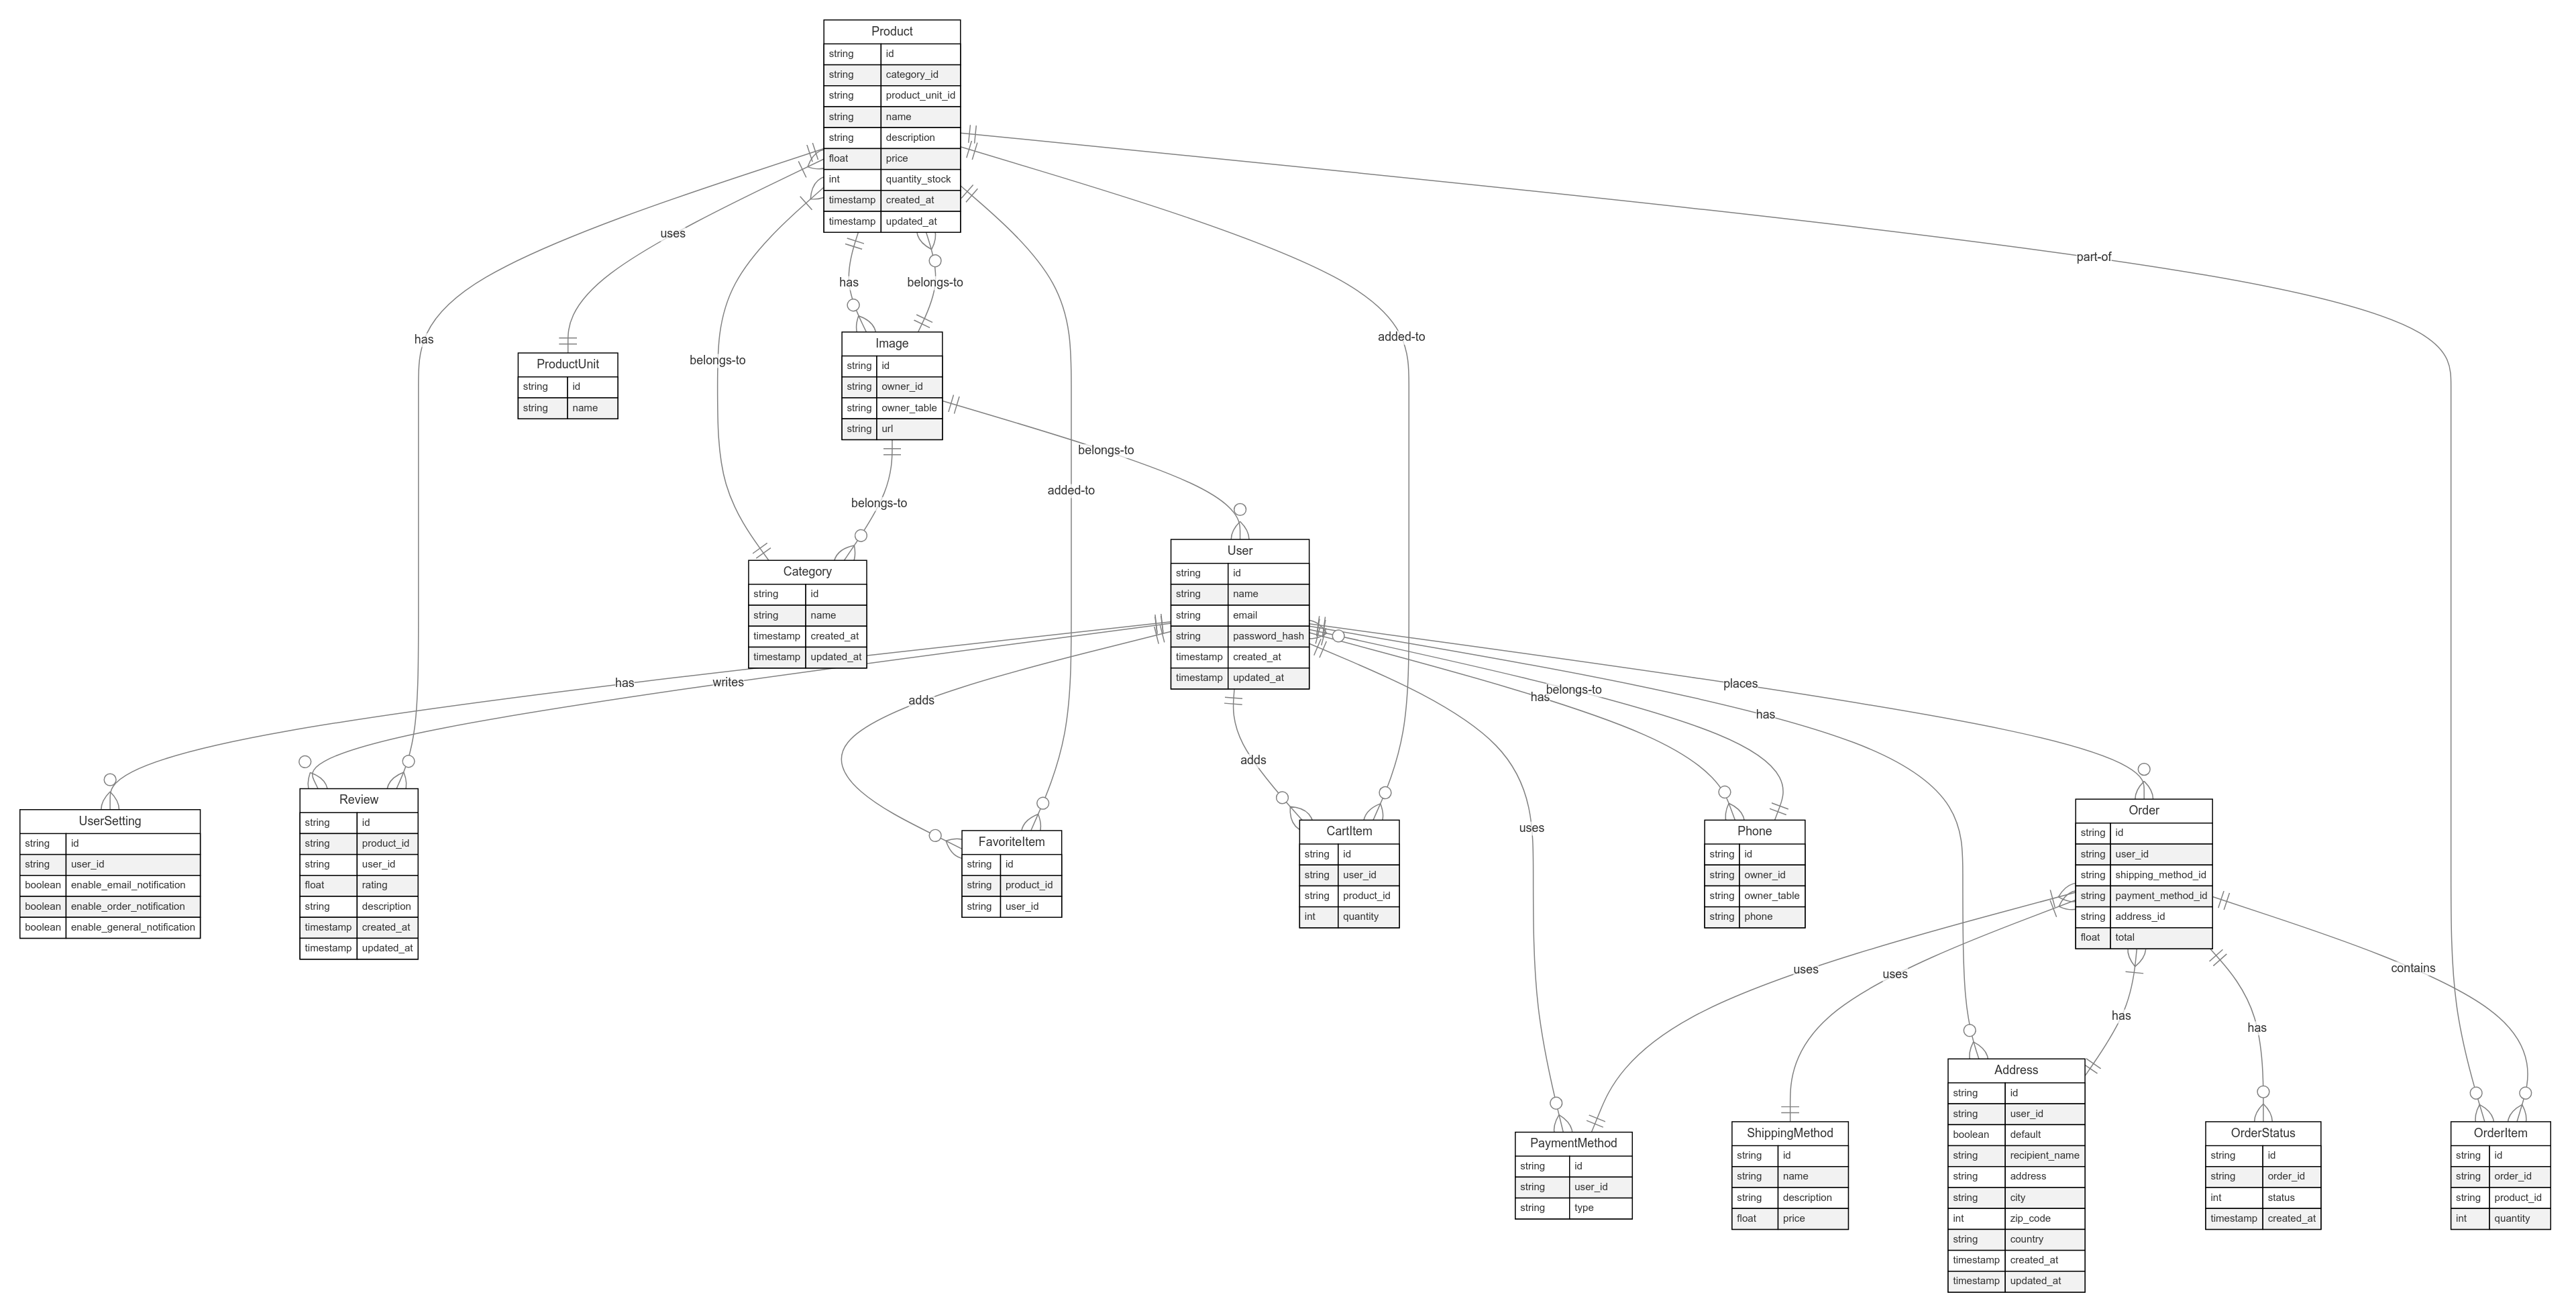 Product
string id
string category_id
string product_unit_id
string name
string description
float price
int quantity_stock
timestamp created_at
timestamp updated_at
uses
part-of
has
belongs-to
added-to
has
Image
string id
string owner_id
string owner_table
string url
ProductUnit
string id
string name
belongs-to
belongs-to
added-to
belongs-to
User
string id
string name
string email
string password_hash
timestamp created_at
timestamp updated_at
Category
string id
string name
timestamp created_at
timestamp updated_at
has
writes
adds
has
belongs-to
places
has
adds
uses
UserSetting
string id
string user_id
boolean enable_email_notification
boolean enable_order_notification
boolean enable_general_notification
Review
string id
string product_id
string user_id
float rating
string description
timestamp created_at
timestamp updated_at
FavoriteItem
string id
string product_id
string user_id
CartItem
string id
string user_id
string product_id
int quantity
Phone
string id
string owner_id
string owner_table
string phone
Order
string id
string user_id
string shipping_method_id
string payment_method_id
string address_id
float total
uses
uses
contains
has
has
PaymentMethod
string id
string user_id
string type
ShippingMethod
string id
string name
string description
float price
Address
string id
string user_id
boolean default
string recipient_name
string address
string city
int zip_code
string country
timestamp created_at
timestamp updated_at
OrderStatus
string id
string order_id
int status
timestamp created_at
OrderItem
string id
string order_id
string product_id
int quantity